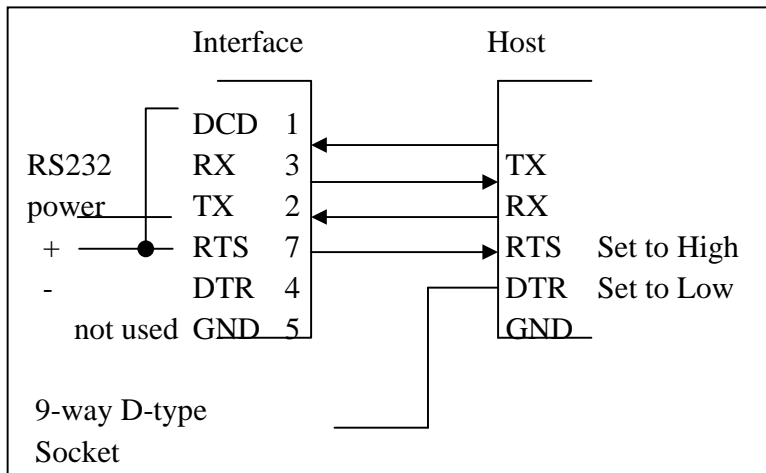 Interface Host
DCD 1
RS232 RX 3 TX
power TX 2 RX
+ RTS 7 RTS Set to High
- DTR 4 DTR Set to Low
not used GND 5 GND
9-way D-type
Socket